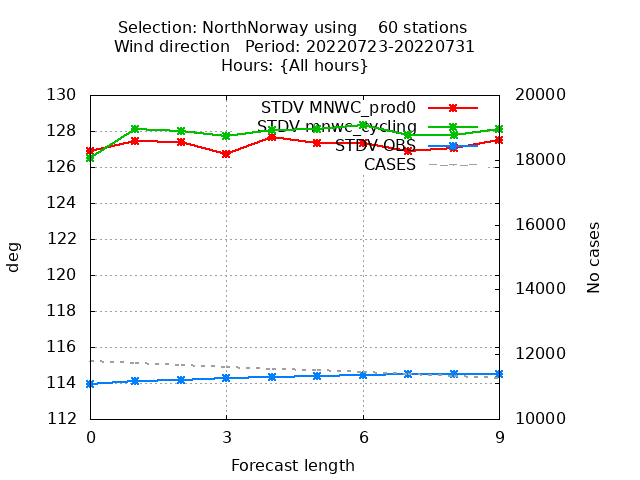 Selection: NorthNorway using    60 stations
Wind direction   Period: 20220723-20220731
Hours: {All hours}
130
128
126
124
122
120
118
116
114
112
deg
STDV MNWC_prod0
STDV mnwc_cycling
STDV OBS
CASES
20000
18000
16000
14000
12000
10000
No cases
0
3
6
9
Forecast length